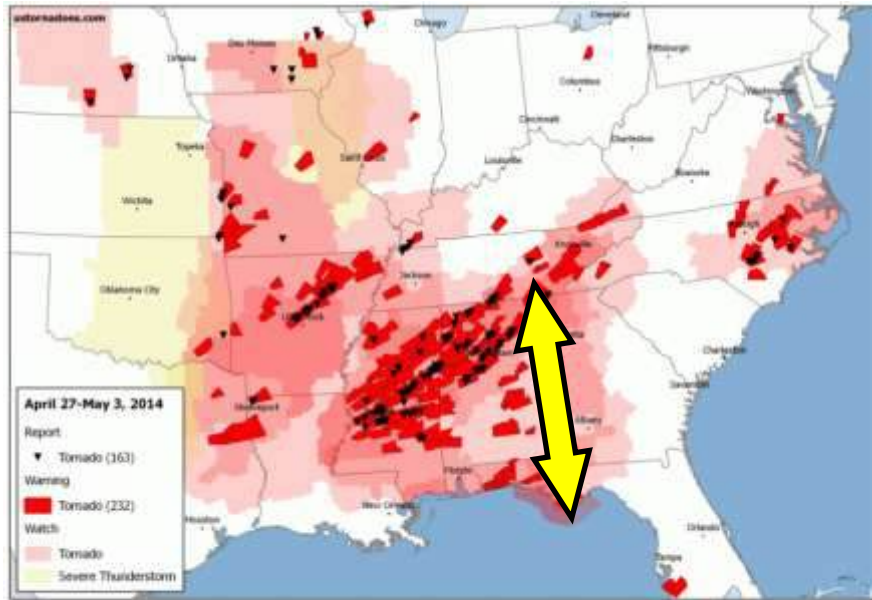 ustornadoes.com
Chicago
Cleveland
Des Moines
Omaha
Pittsburgh
Columbus
Washington
Cincinnati
Charleston
Topeka
Saint Louis
Louisville
Roanoke
Wichita
Knoxville
Jackson
Oklahoma City
Little Rock
Charleston
Shreveport
Savannah
Albany
Mobile
Houston
New Orleans
Orlando
Tampa
April 27-May 3, 2014
Report
Tornado (163)
Warning
Tornado (232)
Watch
Tornado
Severe Thunderstorm